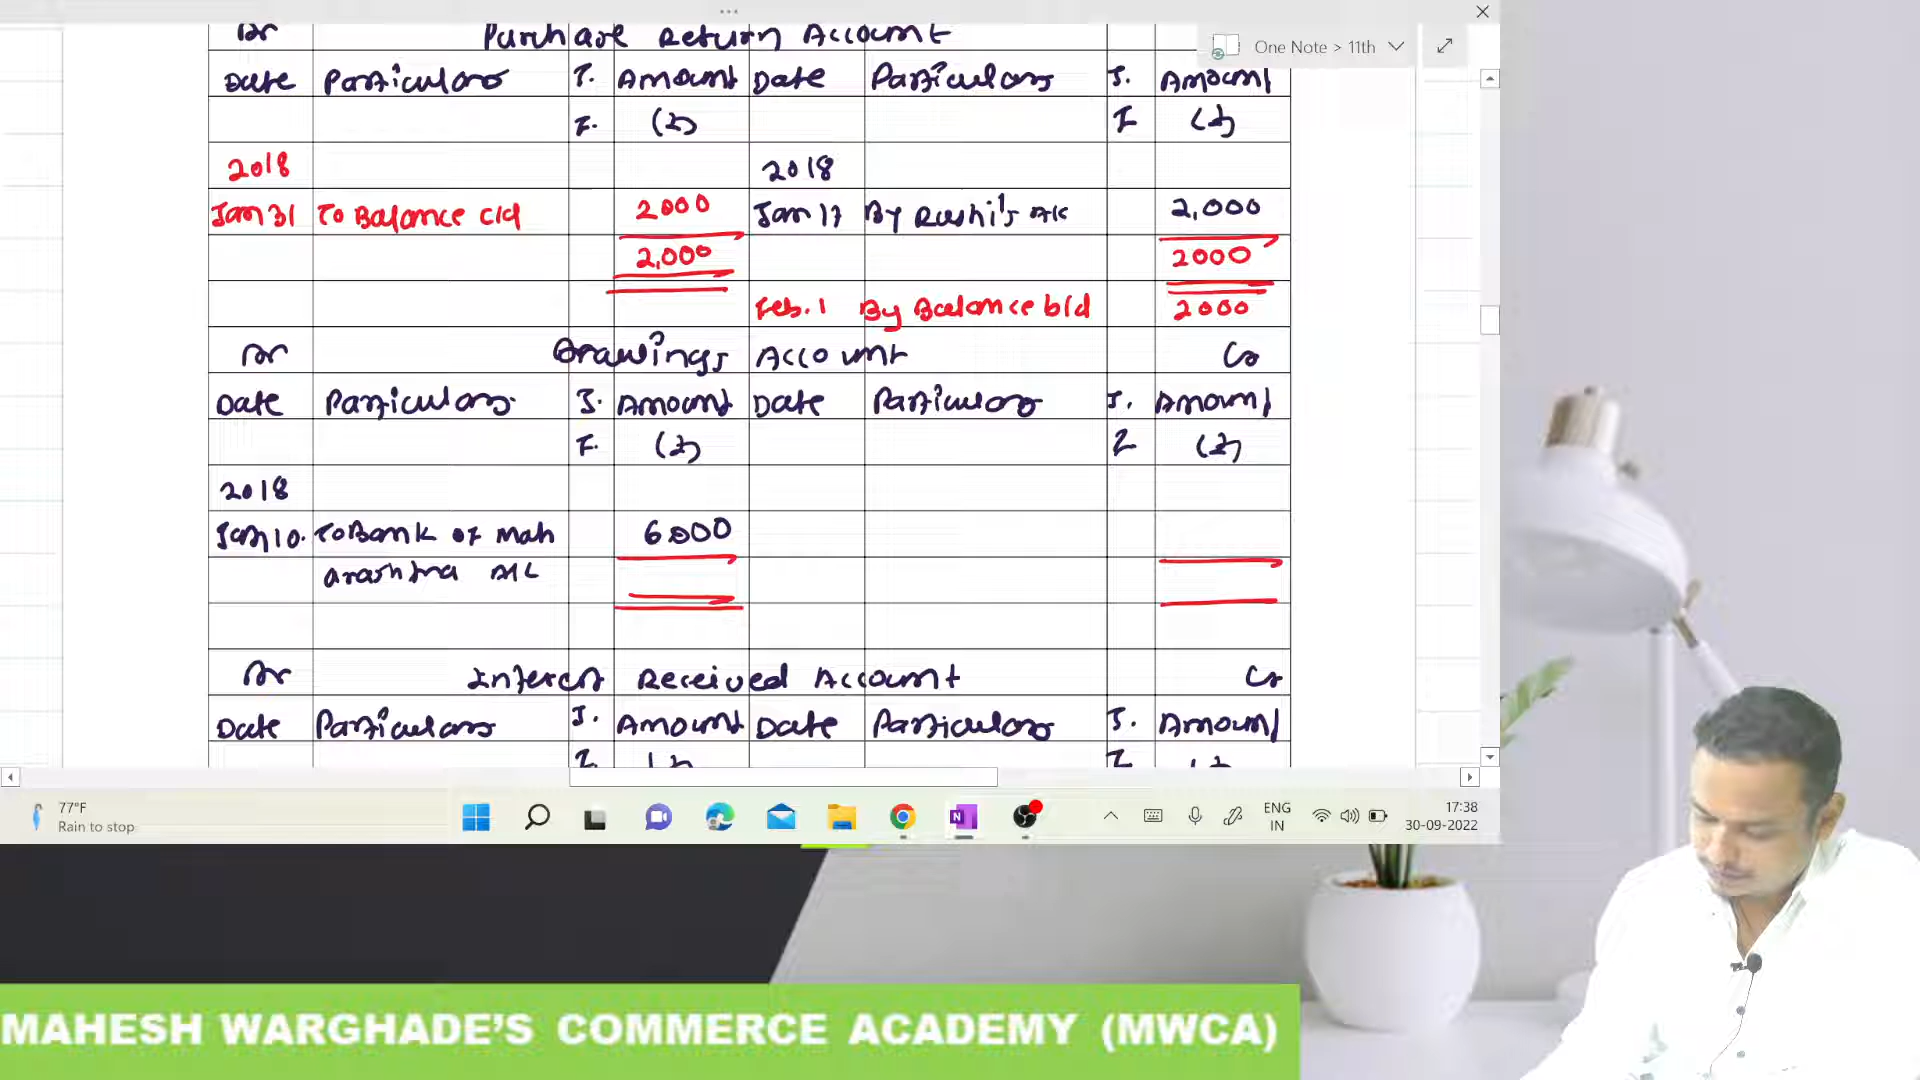 Dr Purchase Return Account
One Note > 11th
Date Particulars J. Amount Date Particulars J. Amount
F. (₹) F (₹)
2018 2018
Jan 31 To Balance c/d 2000 Jan 17 By Rushi's A/c 2,000
2,000 2000
Feb. 1 By Balance b/d 2000
Dr Drawings Account Cr
Date Particulars J. Amount Date Particulars J. Amount
F. (₹) F (₹)
2018
Jan 10. To Bank of Mah 6000
arashtra A/c
Dr Interest Received Account Cr
Date Particulars J. Amount Date Particulars J. Amount
77°F
Rain to stop
ENG
IN
17:38
30-09-2022
MAHESH WARGHADE'S COMMERCE ACADEMY (MWCA)